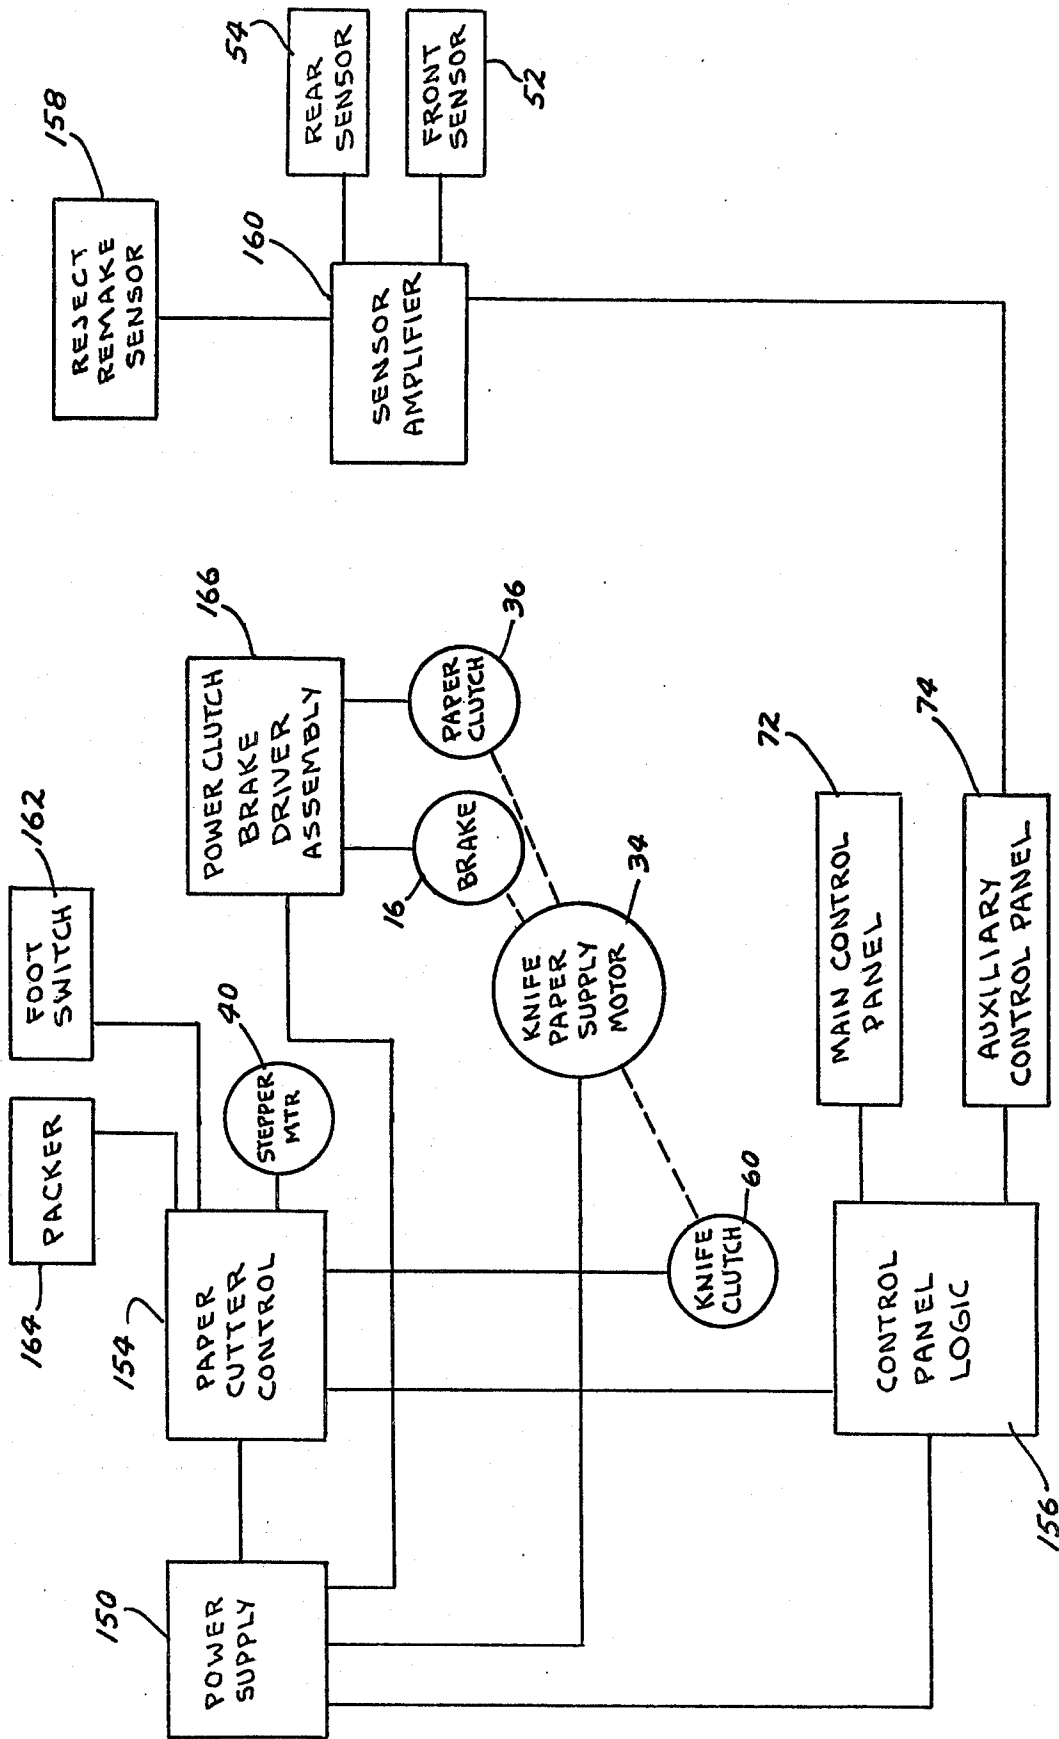 164
PACKER
162
FOOT
SWITCH
158
REJECT
REMAKE
SENSOR
54
REAR
SENSOR
FRONT
SENSOR
52
160
SENSOR
AMPLIFIER
150
POWER
SUPPLY
154
PAPER
CUTTER
CONTROL
40
STEPPER
MTR
166
POWER CLUTCH
BRAKE
DRIVER
ASSEMBLY
16
BRAKE
PAPER
CLUTCH
36
KNIFE
PAPER
SUPPLY
MOTOR
34
KNIFE
CLUTCH
60
CONTROL
PANEL
LOGIC
156
72
MAIN CONTROL
PANEL
74
AUXILIARY
CONTROL PANEL